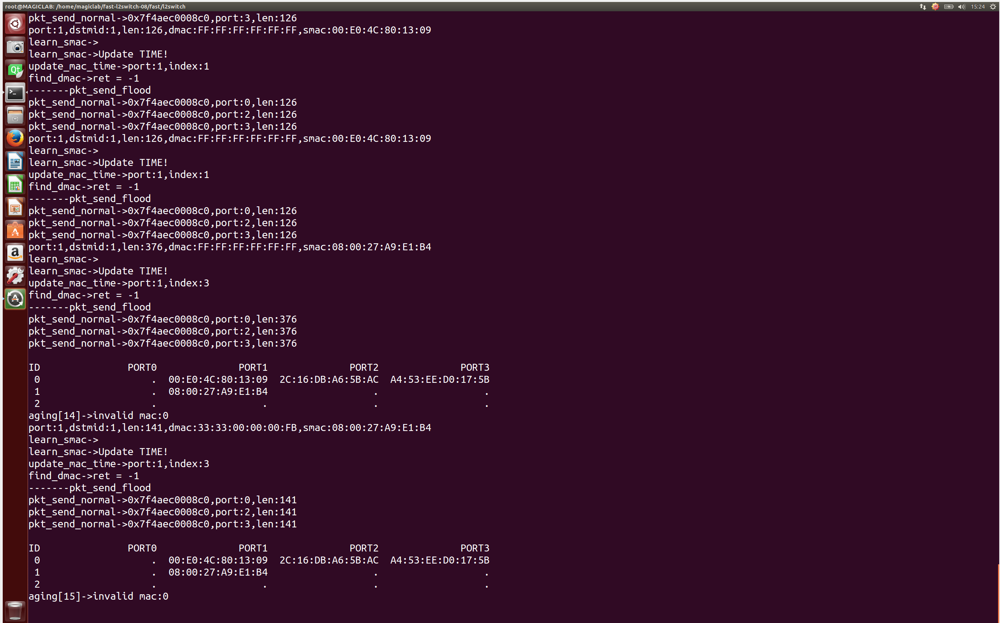 root@MAGICLAB: /home/magiclab/fast-l2switch-08/fast/l2switch 15:24
pkt_send_normal->0x7f4aec0008c0,port:3,len:126
port:1,dstmid:1,len:126,dmac:FF:FF:FF:FF:FF:FF,smac:00:E0:4C:80:13:09
learn_smac->
learn_smac->Update TIME!
update_mac_time->port:1,index:1
find_dmac->ret = -1
-------pkt_send_flood
pkt_send_normal->0x7f4aec0008c0,port:0,len:126
pkt_send_normal->0x7f4aec0008c0,port:2,len:126
pkt_send_normal->0x7f4aec0008c0,port:3,len:126
port:1,dstmid:1,len:126,dmac:FF:FF:FF:FF:FF:FF,smac:00:E0:4C:80:13:09
learn_smac->
learn_smac->Update TIME!
update_mac_time->port:1,index:1
find_dmac->ret = -1
-------pkt_send_flood
pkt_send_normal->0x7f4aec0008c0,port:0,len:126
pkt_send_normal->0x7f4aec0008c0,port:2,len:126
pkt_send_normal->0x7f4aec0008c0,port:3,len:126
port:1,dstmid:1,len:376,dmac:FF:FF:FF:FF:FF:FF,smac:08:00:27:A9:E1:B4
learn_smac->
learn_smac->Update TIME!
update_mac_time->port:1,index:3
find_dmac->ret = -1
-------pkt_send_flood
pkt_send_normal->0x7f4aec0008c0,port:0,len:376
pkt_send_normal->0x7f4aec0008c0,port:2,len:376
pkt_send_normal->0x7f4aec0008c0,port:3,len:376
ID PORT0 PORT1 PORT2 PORT3
0 . 00:E0:4C:80:13:09 2C:16:DB:A6:5B:AC A4:53:EE:D0:17:5B
1 . 08:00:27:A9:E1:B4 . .
2 . . . .
aging[14]->invalid mac:0
port:1,dstmid:1,len:141,dmac:33:33:00:00:00:FB,smac:08:00:27:A9:E1:B4
learn_smac->
learn_smac->Update TIME!
update_mac_time->port:1,index:3
find_dmac->ret = -1
-------pkt_send_flood
pkt_send_normal->0x7f4aec0008c0,port:0,len:141
pkt_send_normal->0x7f4aec0008c0,port:2,len:141
pkt_send_normal->0x7f4aec0008c0,port:3,len:141
ID PORT0 PORT1 PORT2 PORT3
0 . 00:E0:4C:80:13:09 2C:16:DB:A6:5B:AC A4:53:EE:D0:17:5B
1 . 08:00:27:A9:E1:B4 . .
2 . . . .
aging[15]->invalid mac:0
Qt